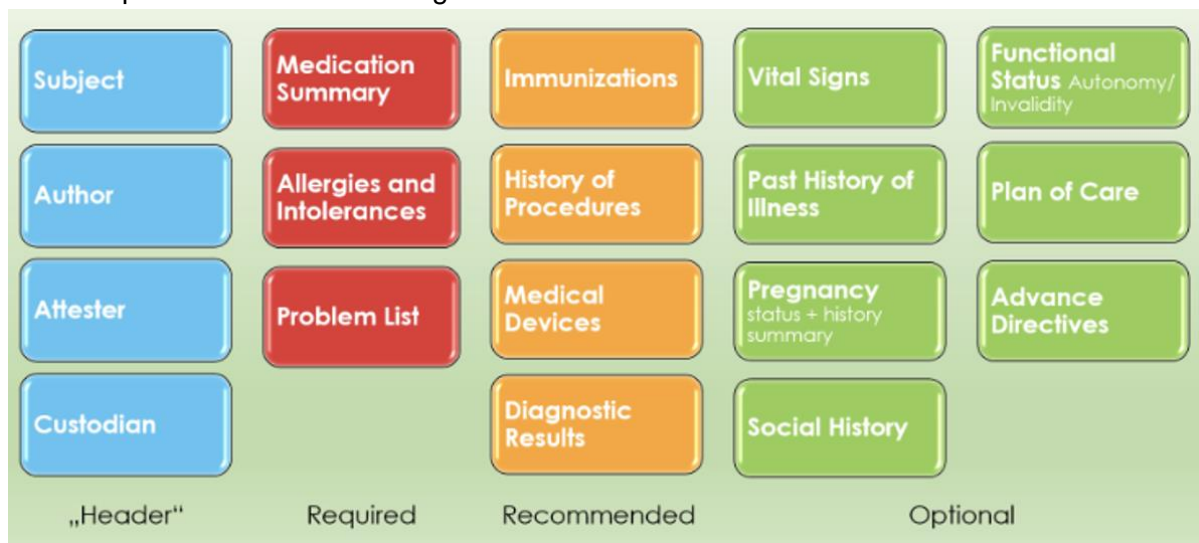 Subject
Author
Attester
Custodian
„Header“
Medication
Summary
Allergies and
Intolerances
Problem List
Required
Immunizations
History of
Procedures
Medical
Devices
Diagnostic
Results
Recommended
Vital Signs
Past History of
Illness
Pregnancy
status + history
summary
Social History
Functional
Status Autonomy/
Invalidity
Plan of Care
Advance
Directives
Optional